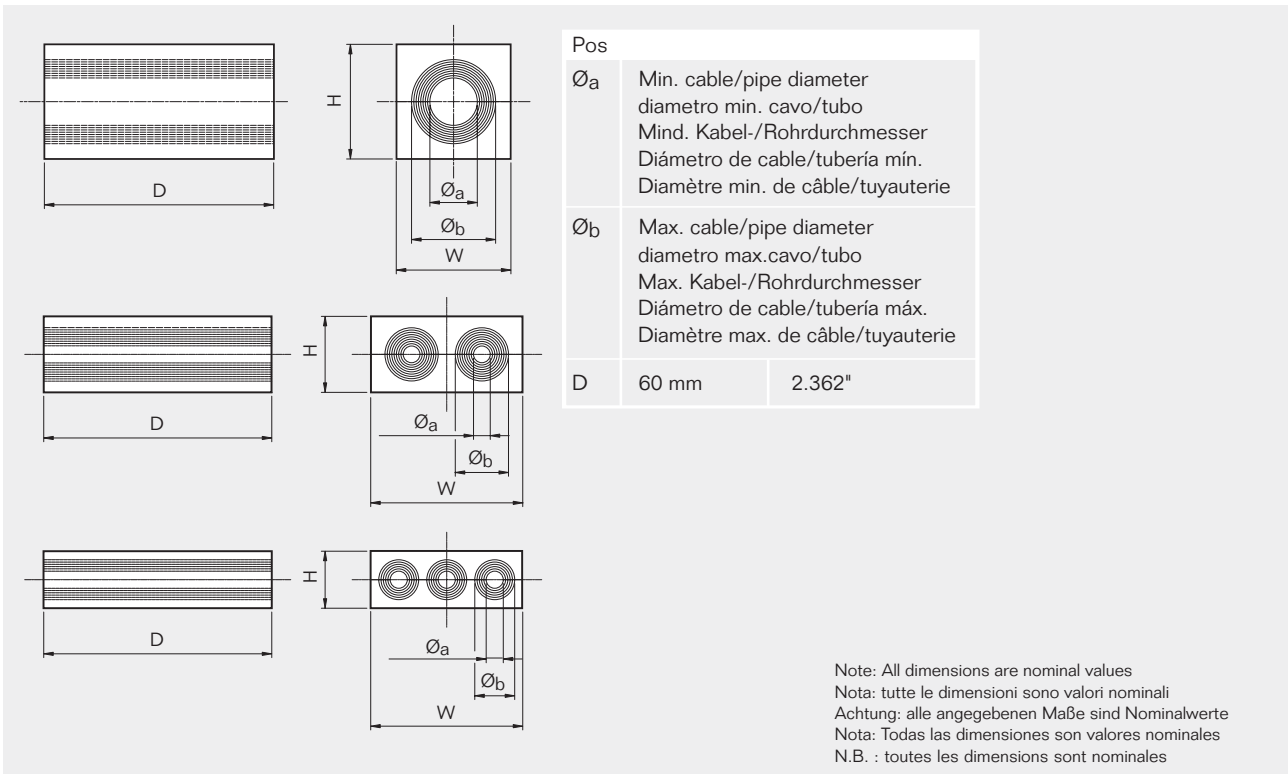 H
D
Øa
Øb
W
H
D
Øa
Øb
W
H
D
Øa
Øb
W
Pos
Øa Min. cable/pipe diameter
diametro min. cavo/tubo
Mind. Kabel-/Rohrdurchmesser
Diámetro de cable/tubería mín.
Diamètre min. de câble/tuyauterie
Øb Max. cable/pipe diameter
diametro max.cavo/tubo
Max. Kabel-/Rohrdurchmesser
Diámetro de cable/tubería máx.
Diamètre max. de câble/tuyauterie
D 60 mm 2.362"
Note: All dimensions are nominal values
Nota: tutte le dimensioni sono valori nominali
Achtung: alle angegebenen Maße sind Nominalwerte
Nota: Todas las dimensiones son valores nominales
N.B. : toutes les dimensions sont nominales